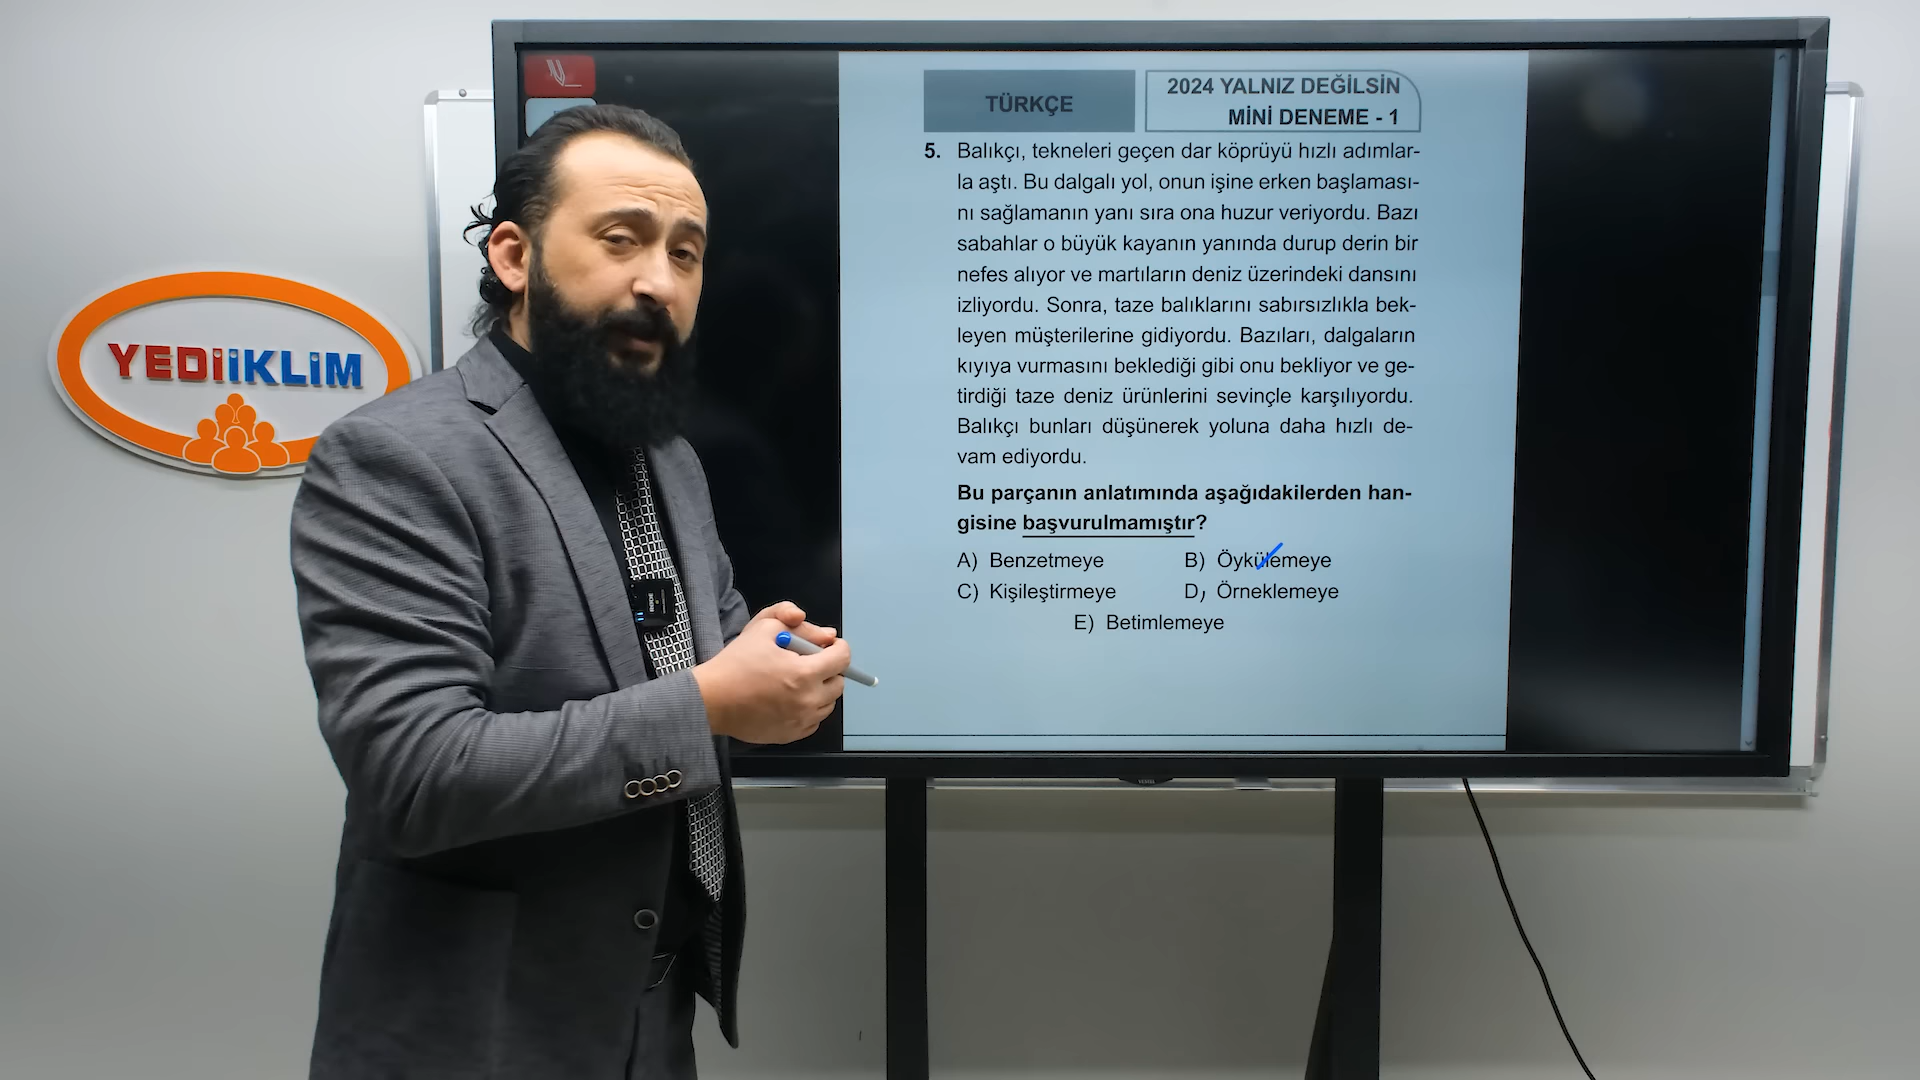 YEDiiKLiM
TÜRKÇE
2024 YALNIZ DEĞİLSİN
MİNİ DENEME - 1
5. Balıkçı, tekneleri geçen dar köprüyü hızlı adımlar-
la aştı. Bu dalgalı yol, onun işine erken başlaması-
nı sağlamanın yanı sıra ona huzur veriyordu. Bazı
sabahlar o büyük kayanın yanında durup derin bir
nefes alıyor ve martıların deniz üzerindeki dansını
izliyordu. Sonra, taze balıklarını sabırsızlıkla bek-
leyen müşterilerine gidiyordu. Bazıları, dalgaların
kıyıya vurmasını beklediği gibi onu bekliyor ve ge-
tirdiği taze deniz ürünlerini sevinçle karşılıyordu.
Balıkçı bunları düşünerek yoluna daha hızlı de-
vam ediyordu.
Bu parçanın anlatımında aşağıdakilerden han-
gisine başvurulmamıştır?
A) Benzetmeye B) Öykülemeye
C) Kişileştirmeye D) Örneklemeye
E) Betimlemeye